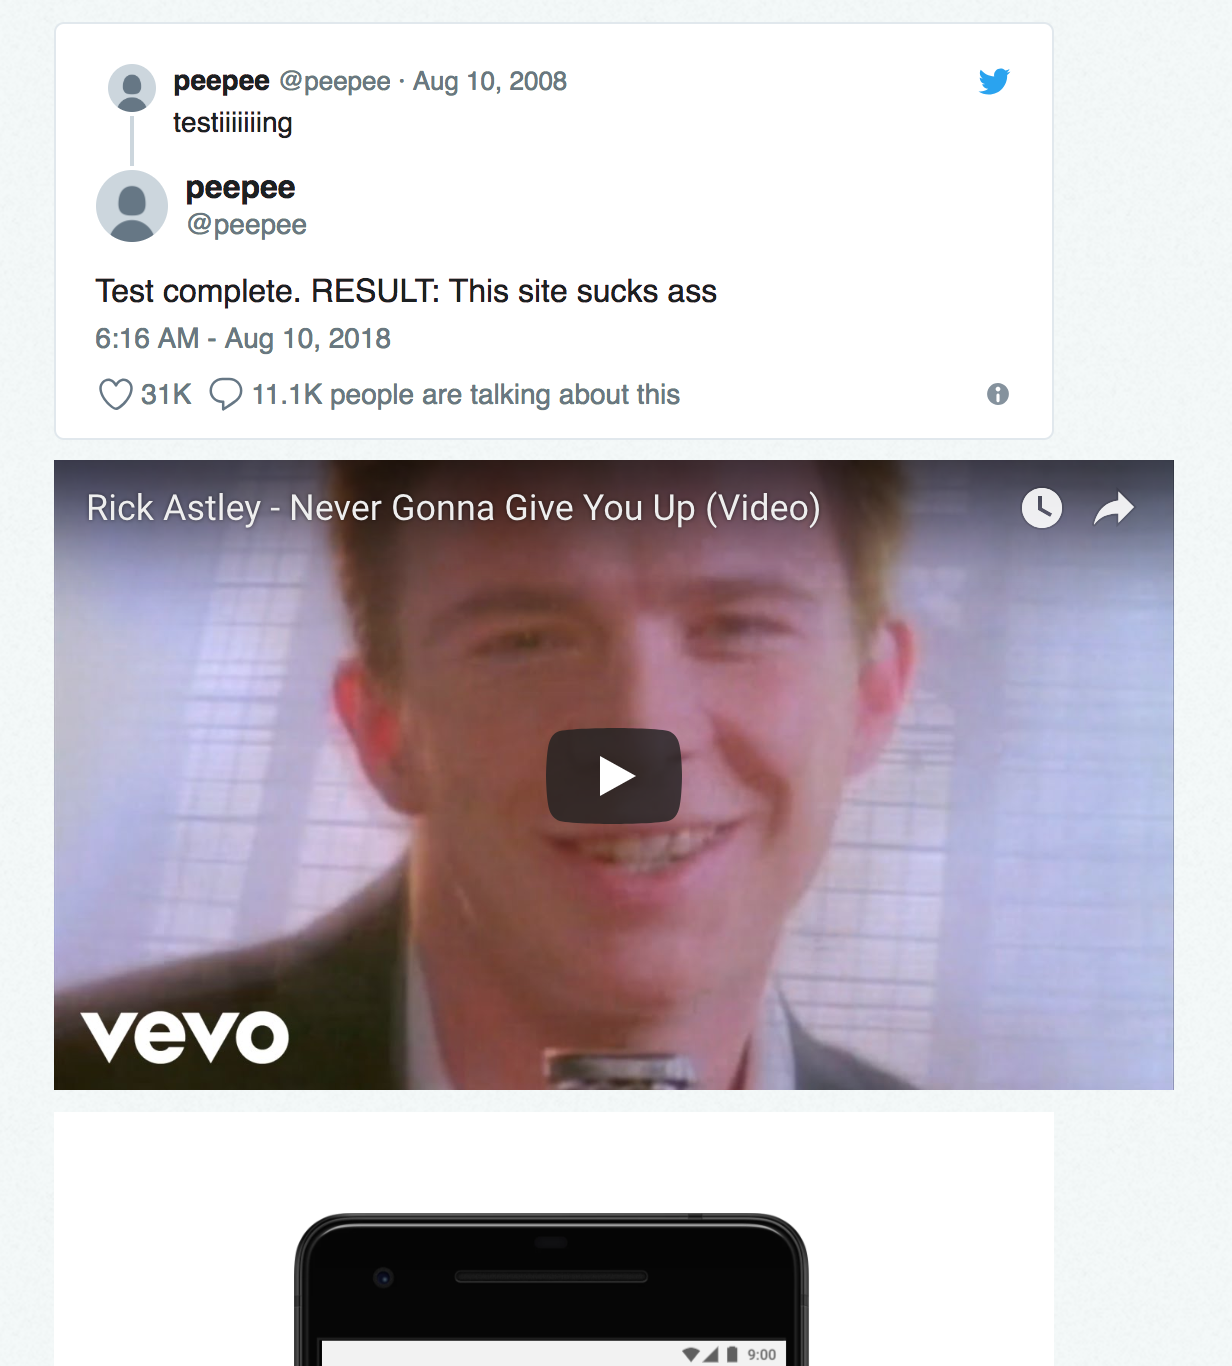 peepee @peepee · Aug 10, 2008
testiiiiiiing
peepee
@peepee
Test complete. RESULT: This site sucks ass
6:16 AM - Aug 10, 2018
31K 11.1K people are talking about this
Rick Astley - Never Gonna Give You Up (Video)
vevo
9:00